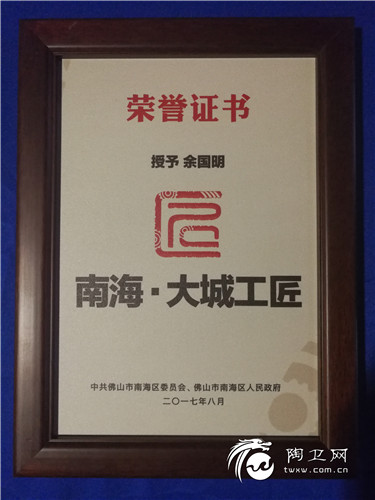 荣誉证书
授予 余国明
匠
南海·大城工匠
中共佛山市南海区委员会、佛山市南海区人民政府
二〇一七年八月
陶卫网
www.twxw.com.cn